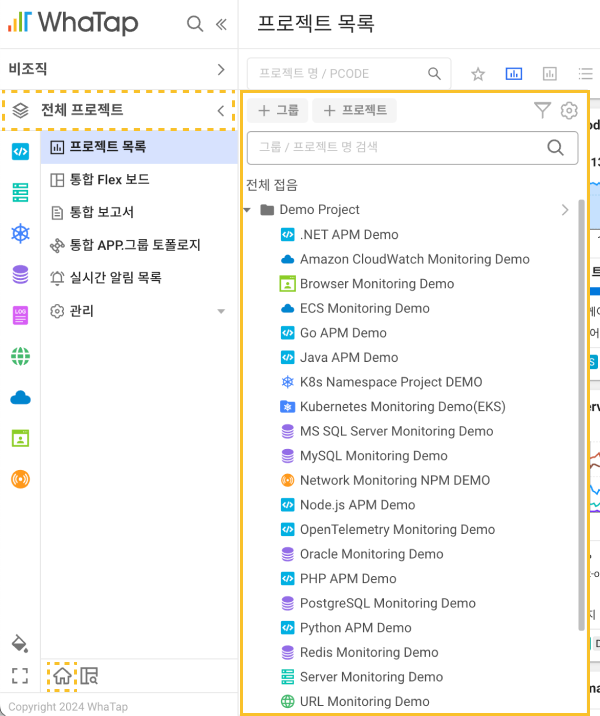 WhaTap
프로젝트 목록
비조직
프로젝트 명 / PCODE
전체 프로젝트
그룹
프로젝트
프로젝트 목록
그룹 / 프로젝트 명 검색
통합 Flex 보드
전체 접음
통합 보고서
Demo Project
통합 APP.그룹 토폴로지
.NET APM Demo
실시간 알림 목록
Amazon CloudWatch Monitoring Demo
Browser Monitoring Demo
관리
ECS Monitoring Demo
LOG
Go APM Demo
Java APM Demo
K8s Namespace Project DEMO
Kubernetes Monitoring Demo(EKS)
MS SQL Server Monitoring Demo
MySQL Monitoring Demo
Network Monitoring NPM DEMO
Node.js APM Demo
OpenTelemetry Monitoring Demo
Oracle Monitoring Demo
PHP APM Demo
PostgreSQL Monitoring Demo
Python APM Demo
Redis Monitoring Demo
Server Monitoring Demo
URL Monitoring Demo
Copyright 2024 WhaTap